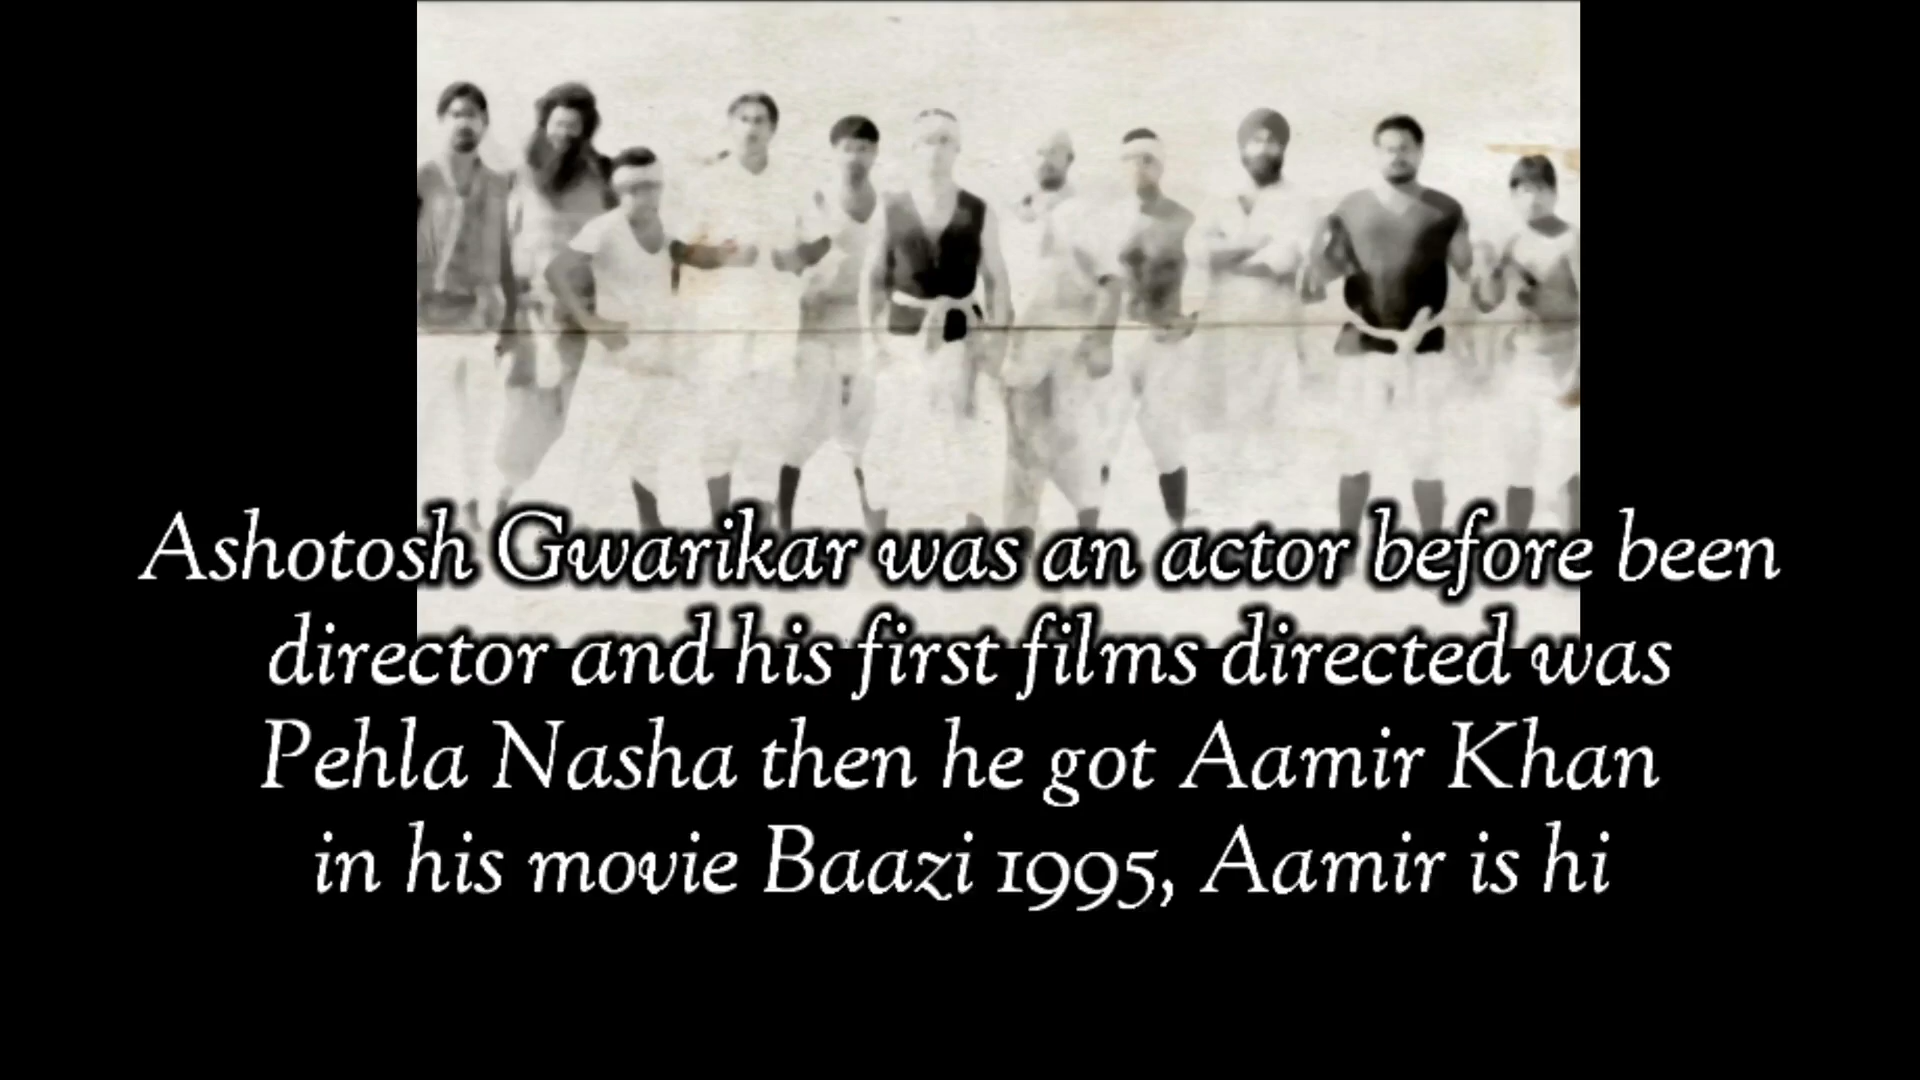 Ashotosh Gwarikar was an actor before been
director and his first films directed was
Pehla Nasha then he got Aamir Khan
in his movie Baazi 1995, Aamir is hi